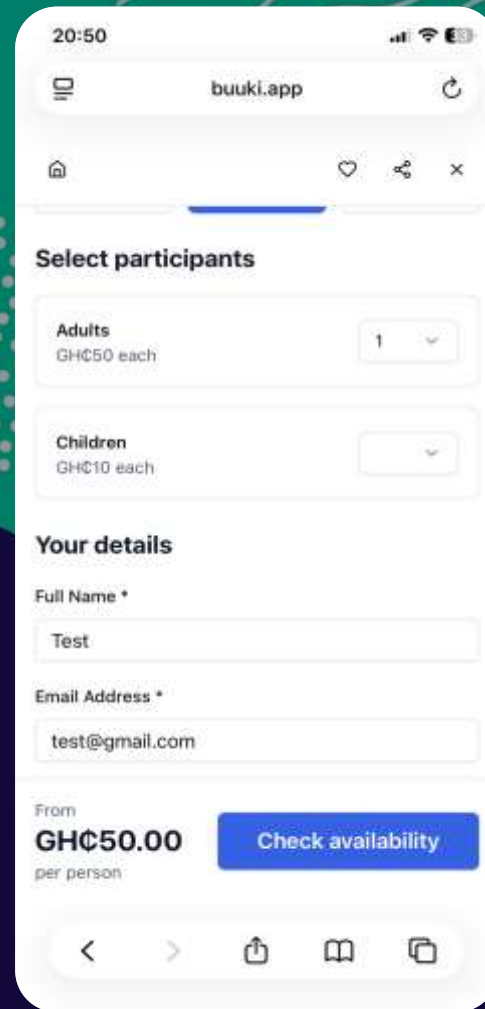 20:50
buuki.app
Select participants
Adults
GH₵50 each
1
Children
GH₵10 each
Your details
Full Name *
Test
Email Address *
test@gmail.com
From
GH₵50.00
per person
Check availability